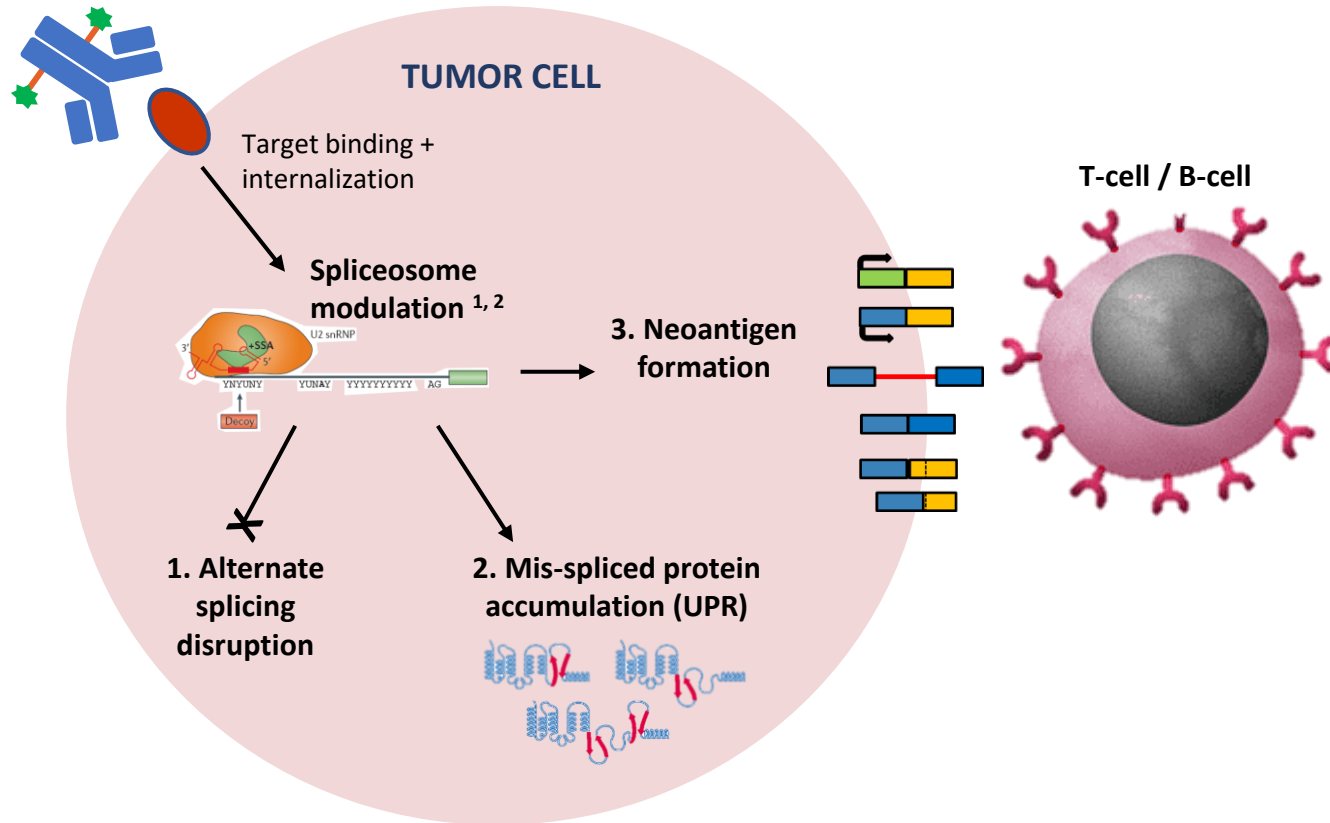 TUMOR CELL
Target binding +
internalization
T-cell / B-cell
Spliceosome
modulation 1, 2
U2 snRNP
+SSA
3'
5'
YNYUNY YUNAY YYYYYYYYYY AG
Decoy
3. Neoantigen
formation
1. Alternate
splicing
disruption
2. Mis-spliced protein
accumulation (UPR)